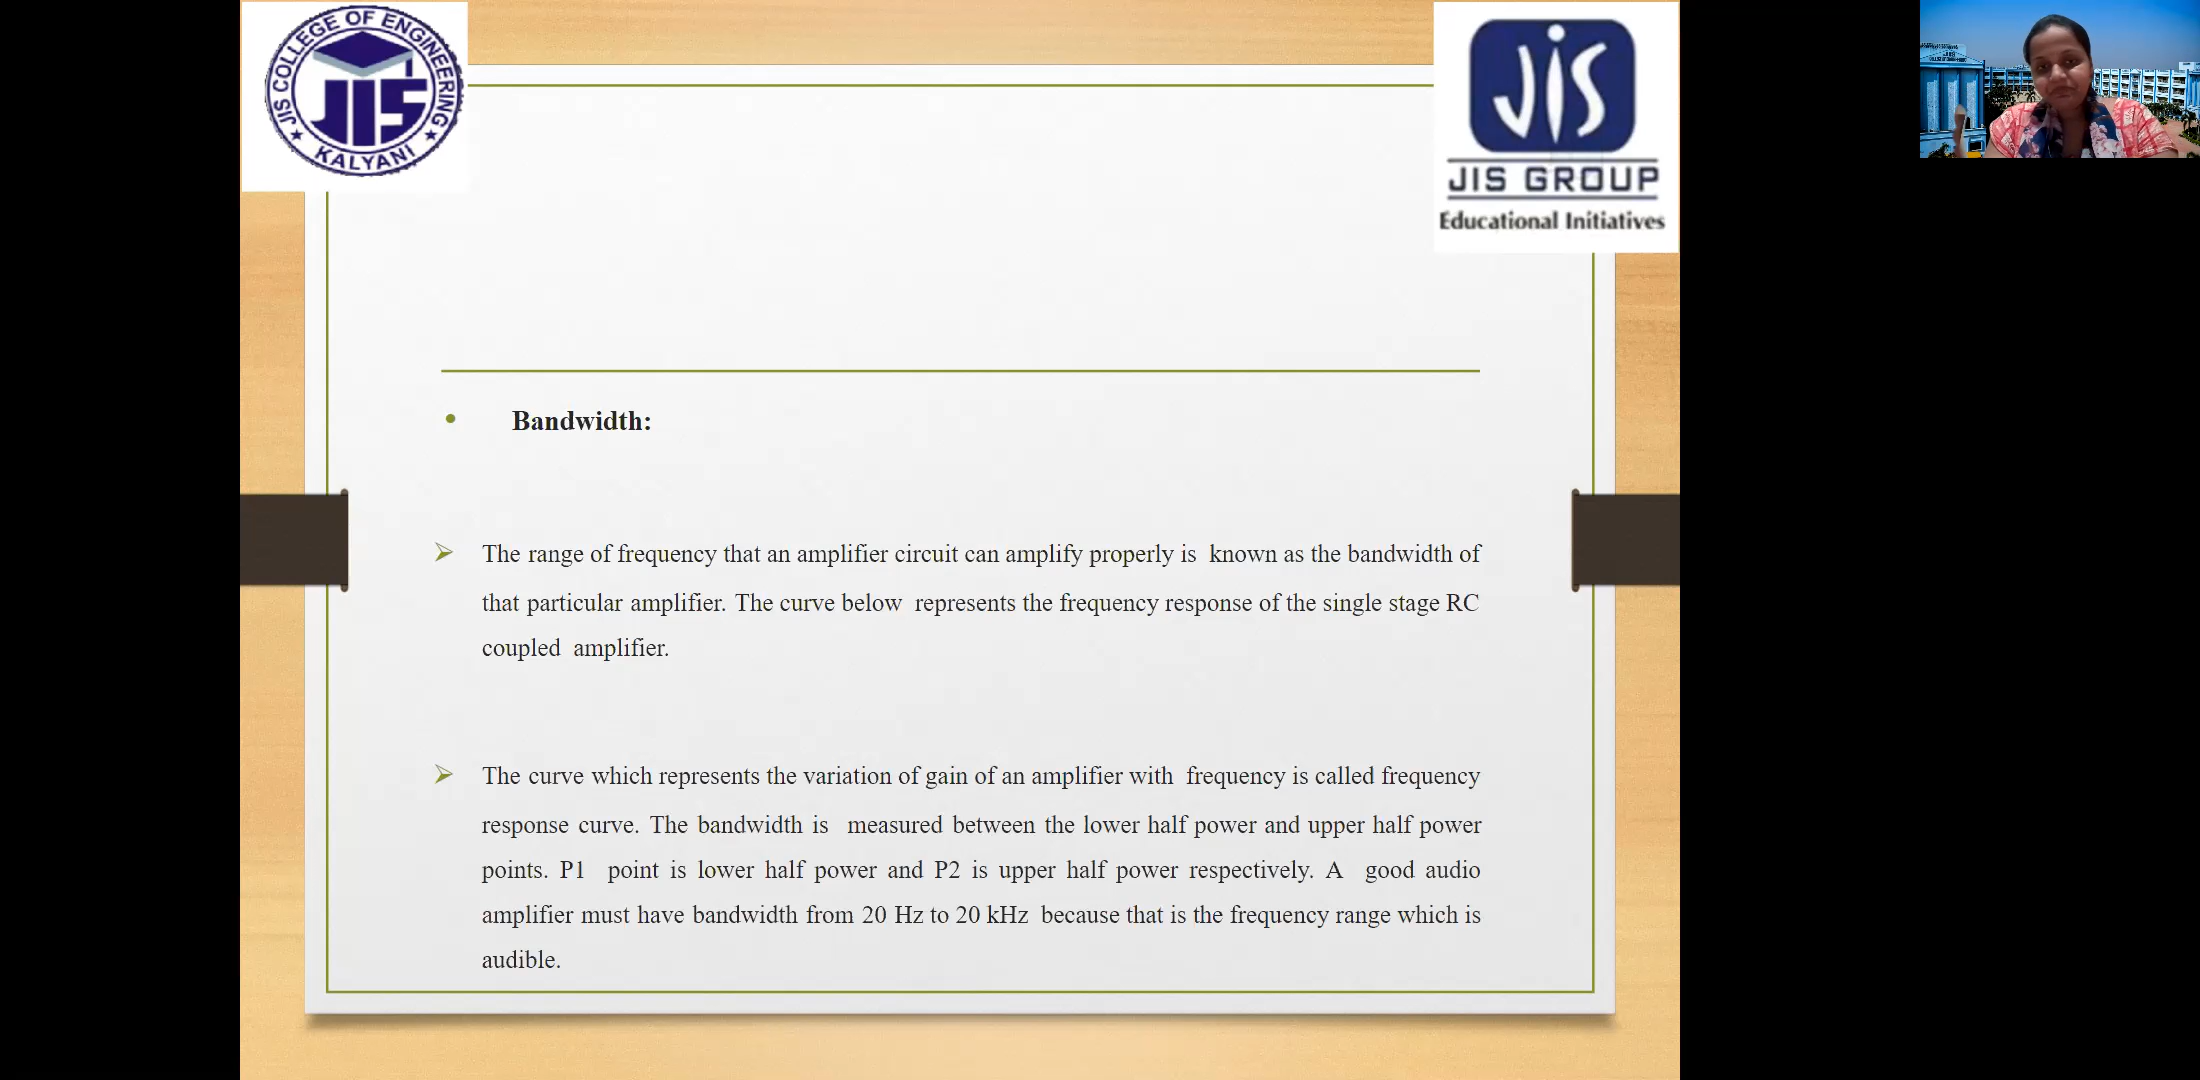 JIS COLLEGE OF ENGINEERING
JIS
KALYANI
JIS
JIS GROUP
Educational Initiatives
• Bandwidth:
➢ The range of frequency that an amplifier circuit can amplify properly is known as the bandwidth of
that particular amplifier. The curve below represents the frequency response of the single stage RC
coupled amplifier.
➢ The curve which represents the variation of gain of an amplifier with frequency is called frequency
response curve. The bandwidth is measured between the lower half power and upper half power
points. P1 point is lower half power and P2 is upper half power respectively. A good audio
amplifier must have bandwidth from 20 Hz to 20 kHz because that is the frequency range which is
audible.